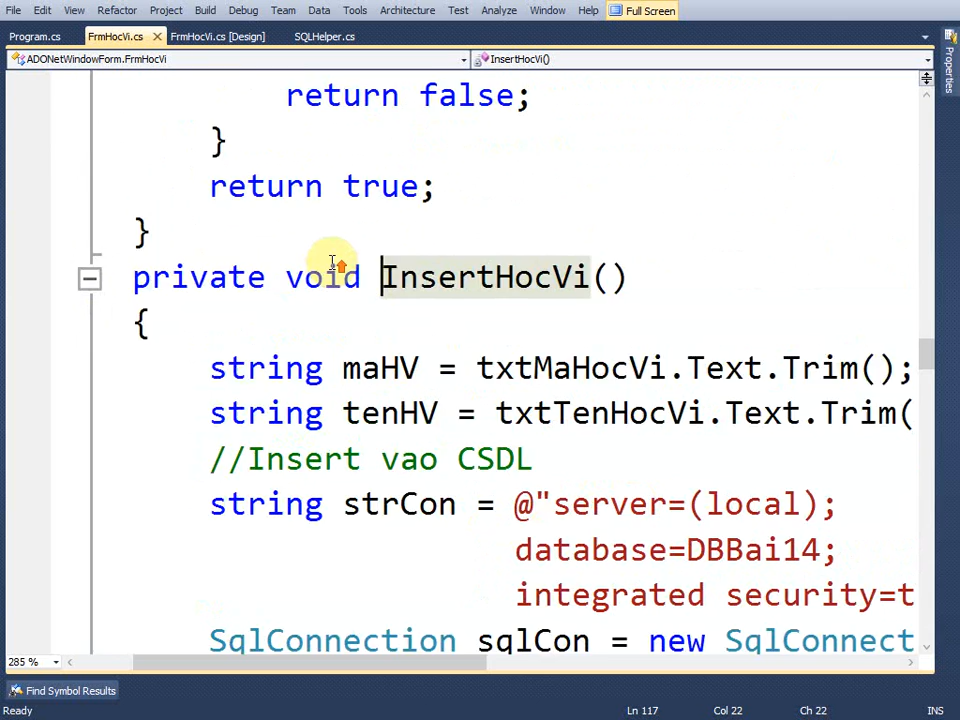 File Edit View Refactor Project Build Debug Team Data Tools Architecture Test Analyze Window Help Full Screen
Program.cs FrmHocVi.cs FrmHocVi.cs [Design] SQLHelper.cs
ADONetWindowForm.FrmHocVi InsertHocVi()
Properties
return false;
}
return true;
}
private void InsertHocVi()
{
string maHV = txtMaHocVi.Text.Trim();
string tenHV = txtTenHocVi.Text.Trim(
//Insert vao CSDL
string strCon = @"server=(local);
database=DBBai14;
integrated security=t
SqlConnection sqlCon = new SqlConnect
285 %
Find Symbol Results
Ready Ln 117 Col 22 Ch 22 INS